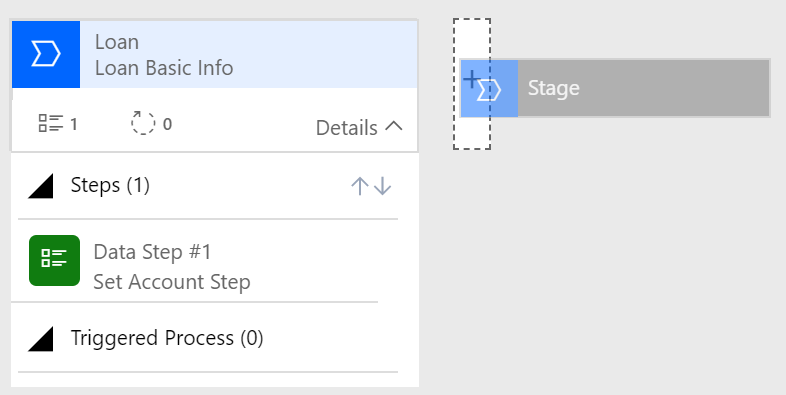 Loan
Loan Basic Info
1
0
Details
Steps (1)
Data Step #1
Set Account Step
Triggered Process (0)
Stage